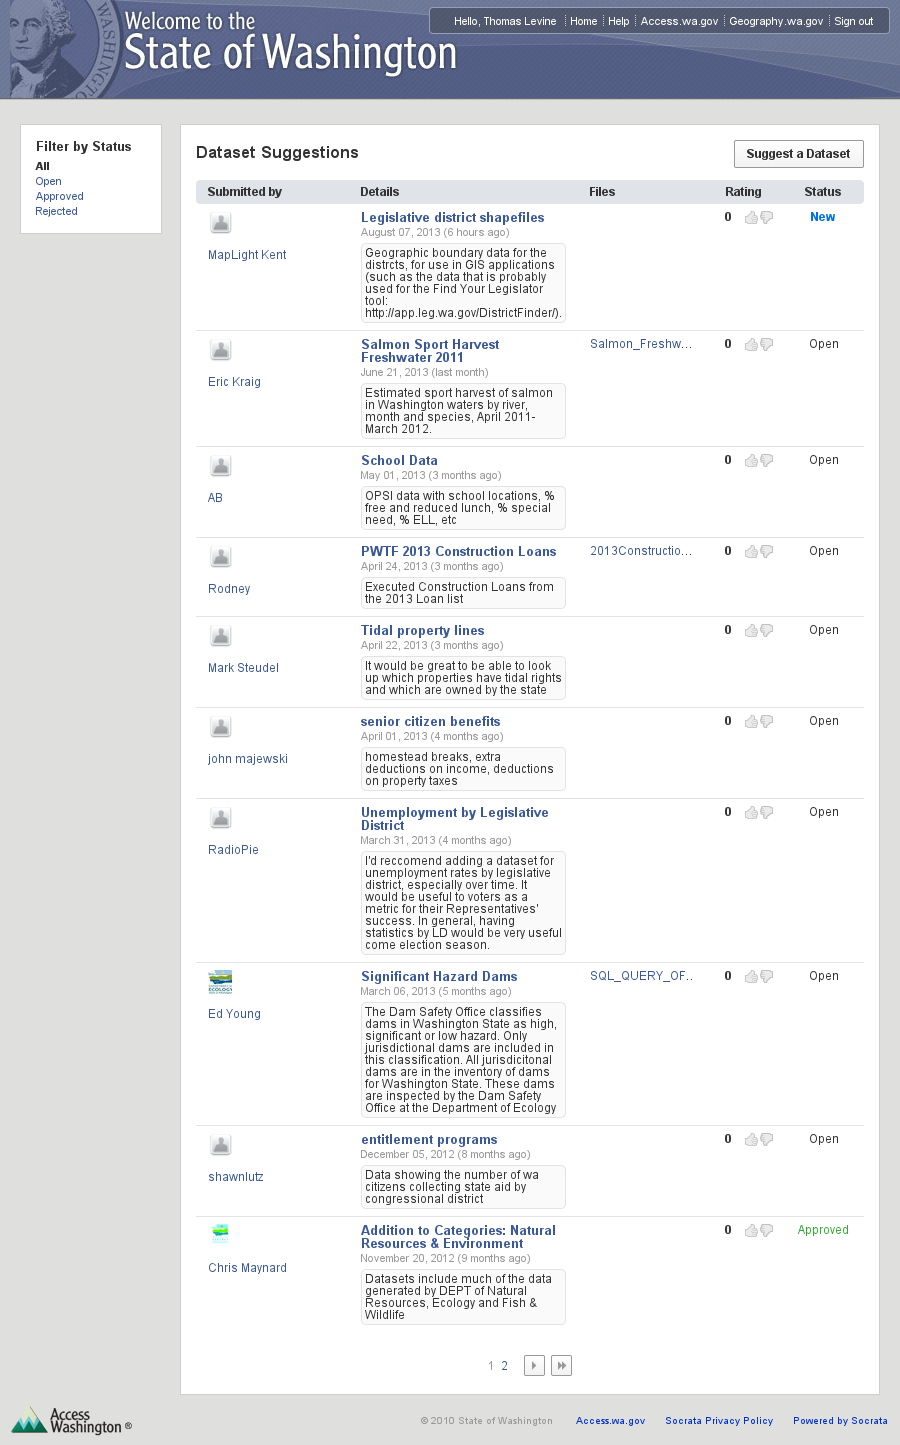 Welcome to the
State of Washington
Hello, Thomas Levine
Home
Help
Access.wa.gov
Geography.wa.gov
Sign out
Filter by Status
All
Open
Approved
Rejected
Dataset Suggestions
Suggest a Dataset
Submitted by Details Files Rating Status
MapLight Kent
Legislative district shapefiles
August 07, 2013 (6 hours ago)
Geographic boundary data for the
distrcts, for use in GIS applications
(such as the data that is probably
used for the Find Your Legislator
tool:
http://app.leg.wa.gov/DistrictFinder/).
0
New
Eric Kraig
Salmon Sport Harvest
Freshwater 2011
June 21, 2013 (last month)
Estimated sport harvest of salmon
in Washington waters by river,
month and species, April 2011-
March 2012.
Salmon_Freshw...
0
Open
AB
School Data
May 01, 2013 (3 months ago)
OPSI data with school locations, %
free and reduced lunch, % special
need, % ELL, etc
0
Open
Rodney
PWTF 2013 Construction Loans
April 24, 2013 (3 months ago)
Executed Construction Loans from
the 2013 Loan list
2013Constructio...
0
Open
Mark Steudel
Tidal property lines
April 22, 2013 (3 months ago)
It would be great to be able to look
up which properties have tidal rights
and which are owned by the state
0
Open
john majewski
senior citizen benefits
April 01, 2013 (4 months ago)
homestead breaks, extra
deductions on income, deductions
on property taxes
0
Open
RadioPie
Unemployment by Legislative
District
March 31, 2013 (4 months ago)
I'd reccomend adding a dataset for
unemployment rates by legislative
district, especially over time. It
would be useful to voters as a
metric for their Representatives'
success. In general, having
statistics by LD would be very useful
come election season.
0
Open
ECOLOGY
Ed Young
Significant Hazard Dams
March 06, 2013 (5 months ago)
The Dam Safety Office classifies
dams in Washington State as high,
significant or low hazard. Only
jurisdictional dams are included in
this classification. All jurisdicitonal
dams are in the inventory of dams
for Washington State. These dams
are inspected by the Dam Safety
Office at the Department of Ecology
SQL_QUERY_OF..
0
Open
shawnlutz
entitlement programs
December 05, 2012 (8 months ago)
Data showing the number of wa
citizens collecting state aid by
congressional district
0
Open
Chris Maynard
Addition to Categories: Natural
Resources & Environment
November 20, 2012 (9 months ago)
Datasets include much of the data
generated by DEPT of Natural
Resources, Ecology and Fish &
Wildlife
0
Approved
1 2
Access
Washington ®
© 2010 State of Washington
Access.wa.gov
Socrata Privacy Policy
Powered by Socrata